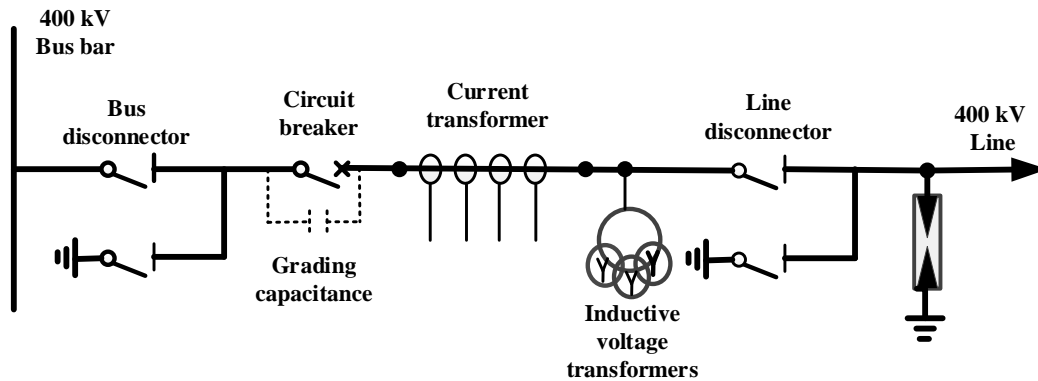 400 kV
Bus bar
Bus
disconnector
Circuit
breaker
Current
transformer
Line
disconnector
400 kV
Line
Grading
capacitance
Y
Y
Y
Inductive
voltage
transformers